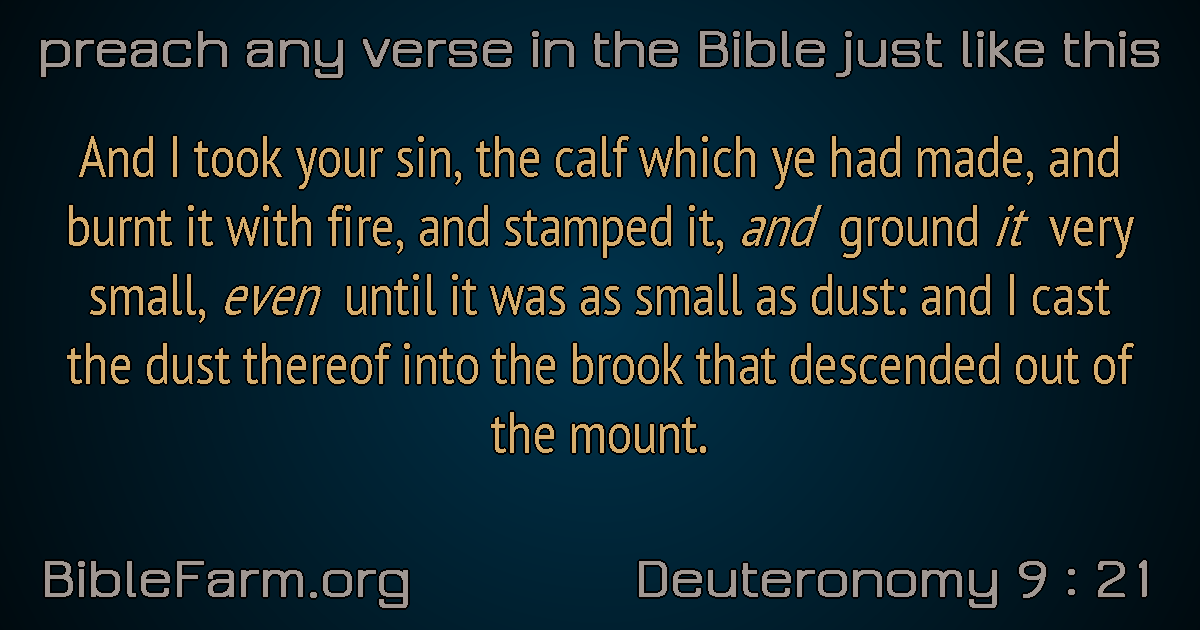 preach any verse in the Bible just like this
And I took your sin, the calf which ye had made, and
burnt it with fire, and stamped it, and ground it very
small, even until it was as small as dust: and I cast
the dust thereof into the brook that descended out of
the mount.
BibleFarm.org
Deuteronomy 9 : 21